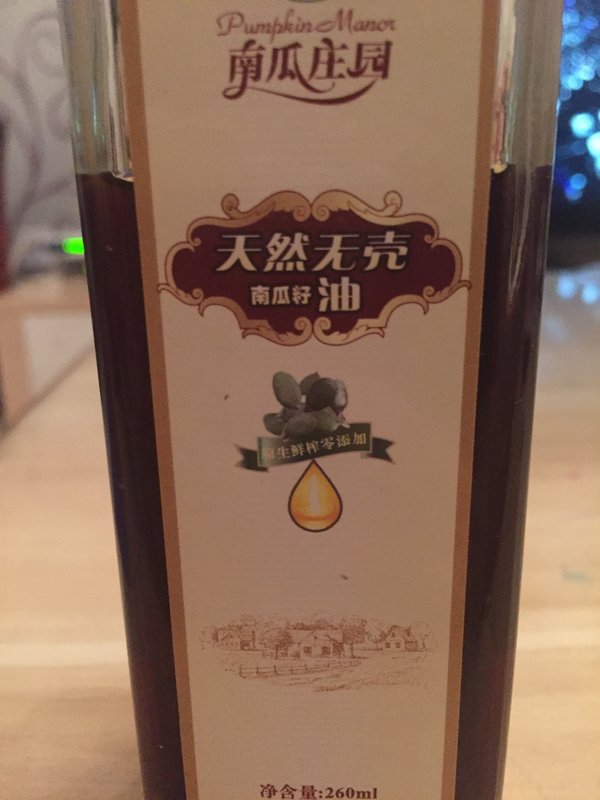 Pumpkin Manor
南瓜庄园
天然无壳
南瓜籽油
原生鲜榨零添加
净含量:260ml